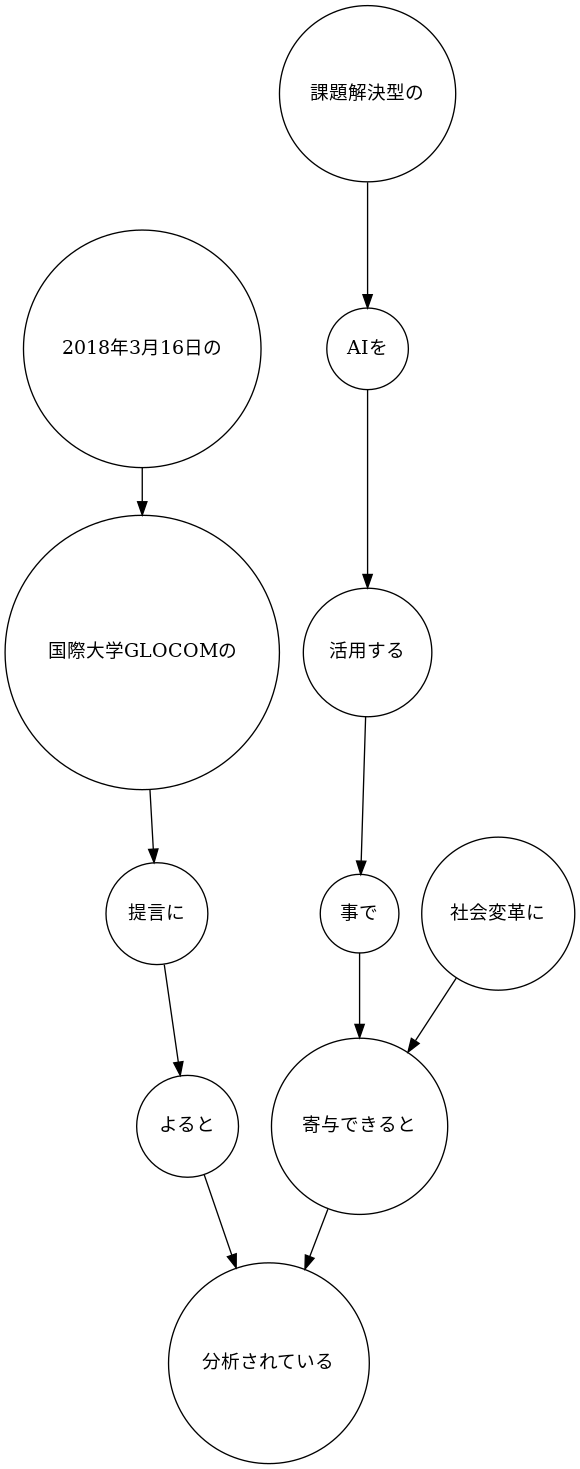 課題解決型の
2018年3月16日の
AIを
国際大学GLOCOMの
活用する
提言に
事で
社会変革に
よると
寄与できると
分析されている